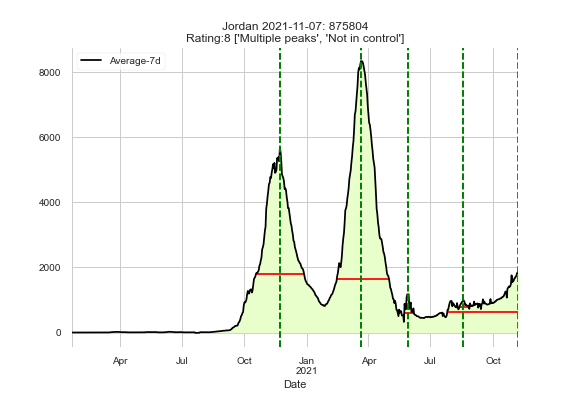 Jordan 2021-11-07: 875804
Rating:8 ['Multiple peaks', 'Not in control']
Average-7d
8000
6000
4000
2000
0
Apr Jul Oct Jan Apr Jul Oct
2021
Date